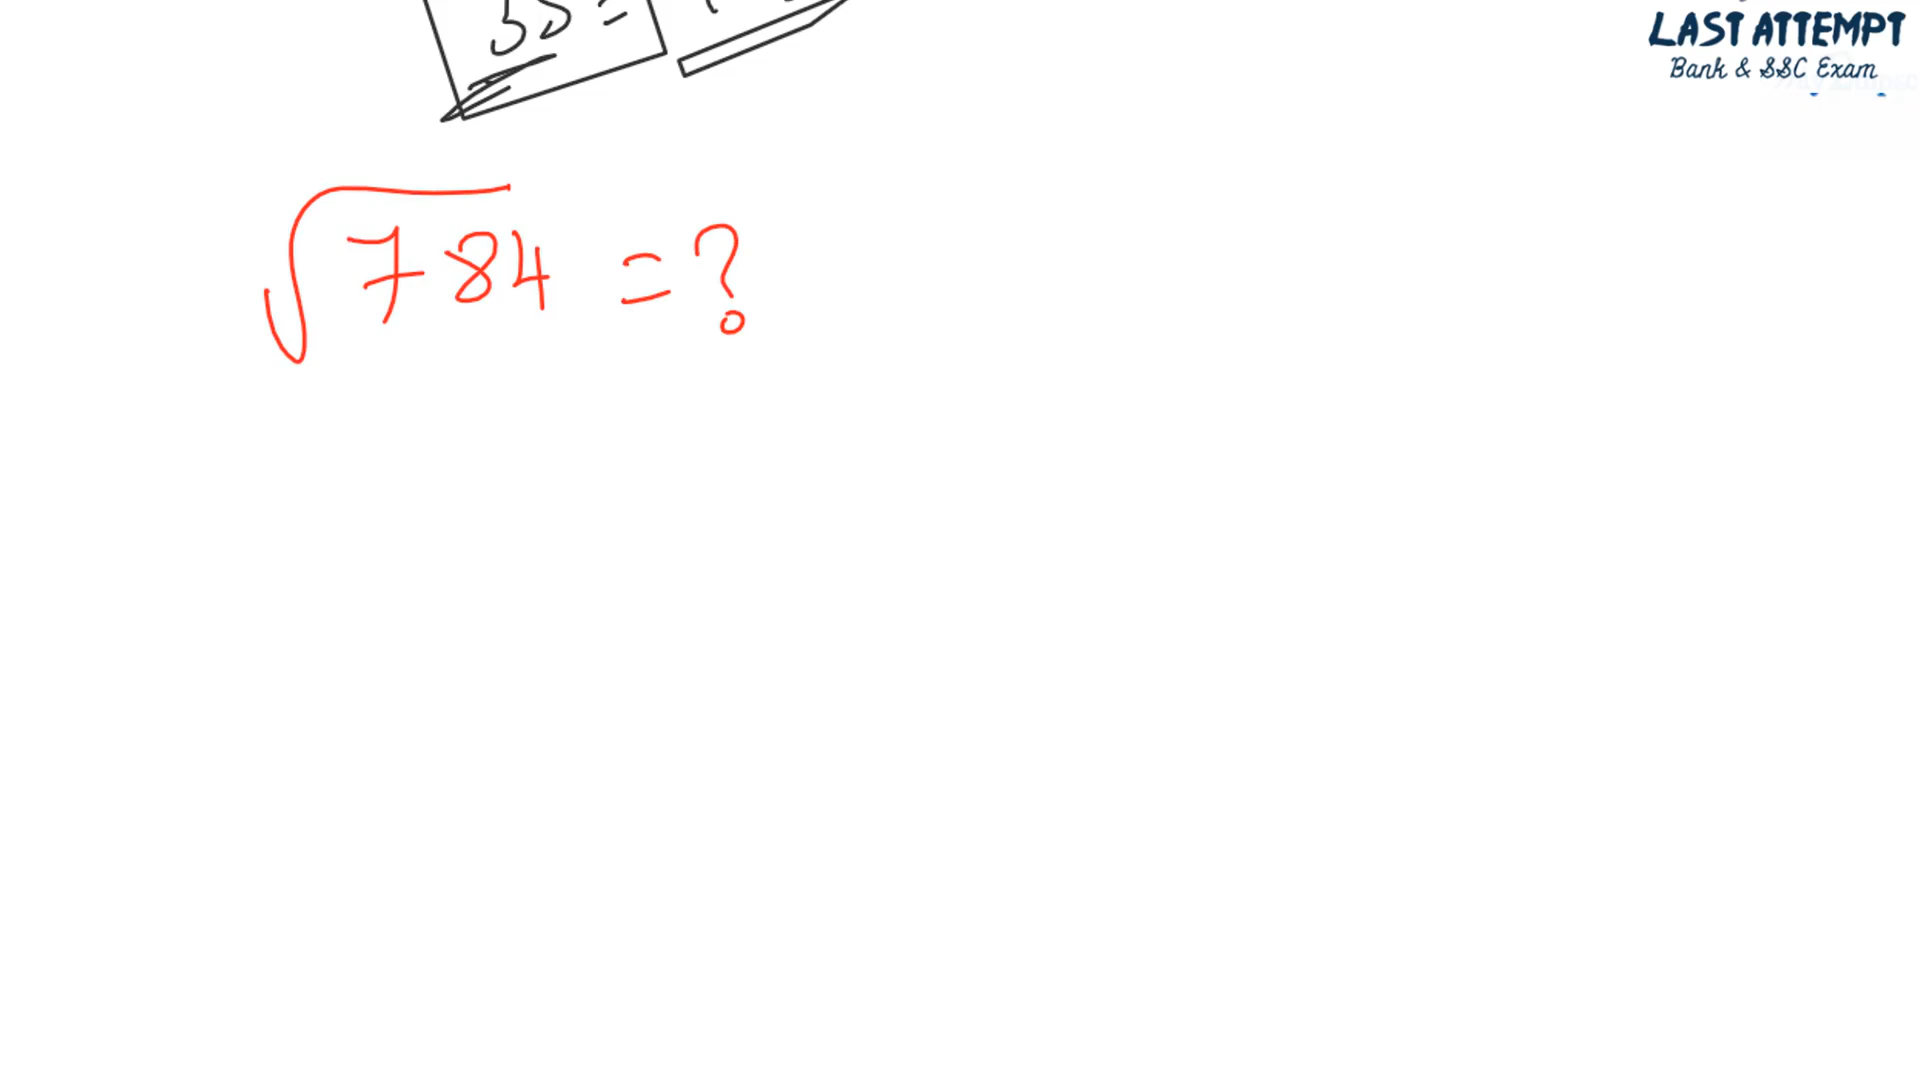 LAST ATTEMPT
Bank & SSC Exam
√784 = ?